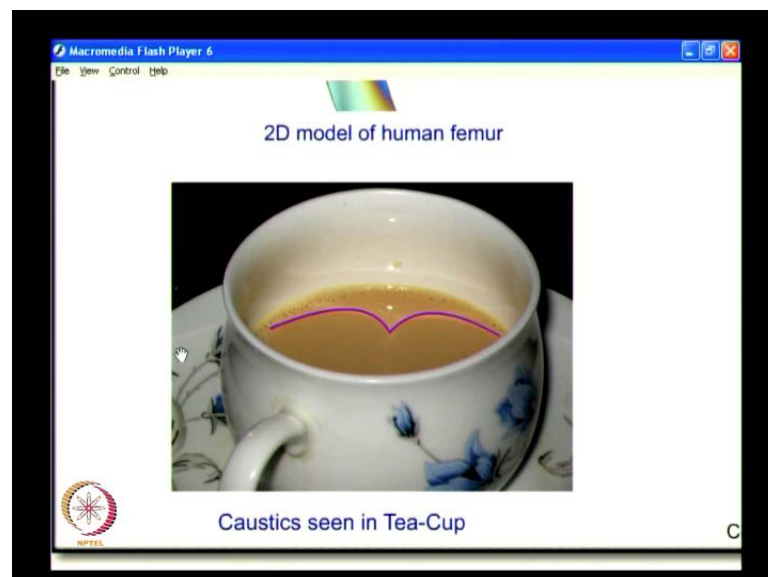 Macromedia Flash Player 6
File View Control Help
2D model of human femur
Caustics seen in Tea-Cup
C
NPTEL